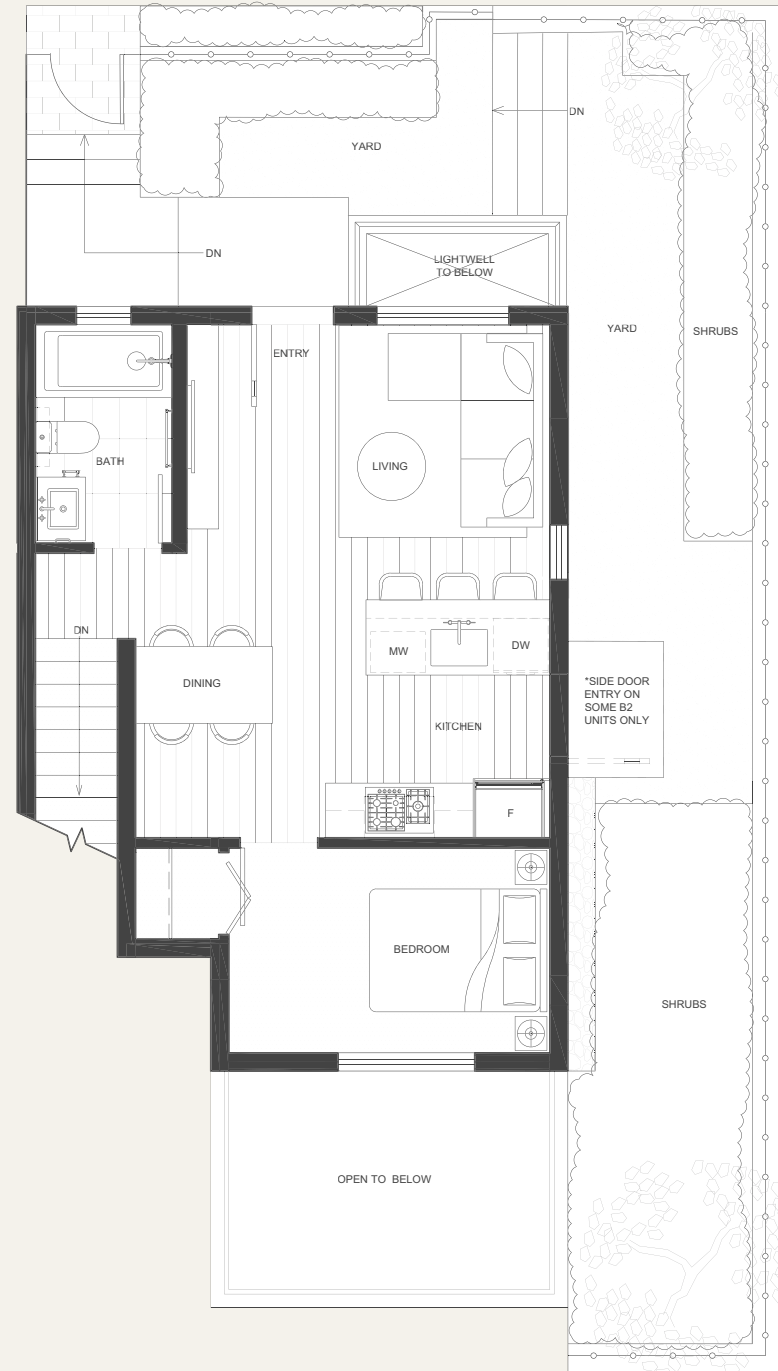 DN
YARD
DN
LIGHTWELL
TO BELOW
YARD
SHRUBS
ENTRY
LIVING
BATH
DN
MW
DW
DINING
*SIDE DOOR
ENTRY ON
SOME B2
UNITS ONLY
KITCHEN
F
BEDROOM
SHRUBS
OPEN TO BELOW